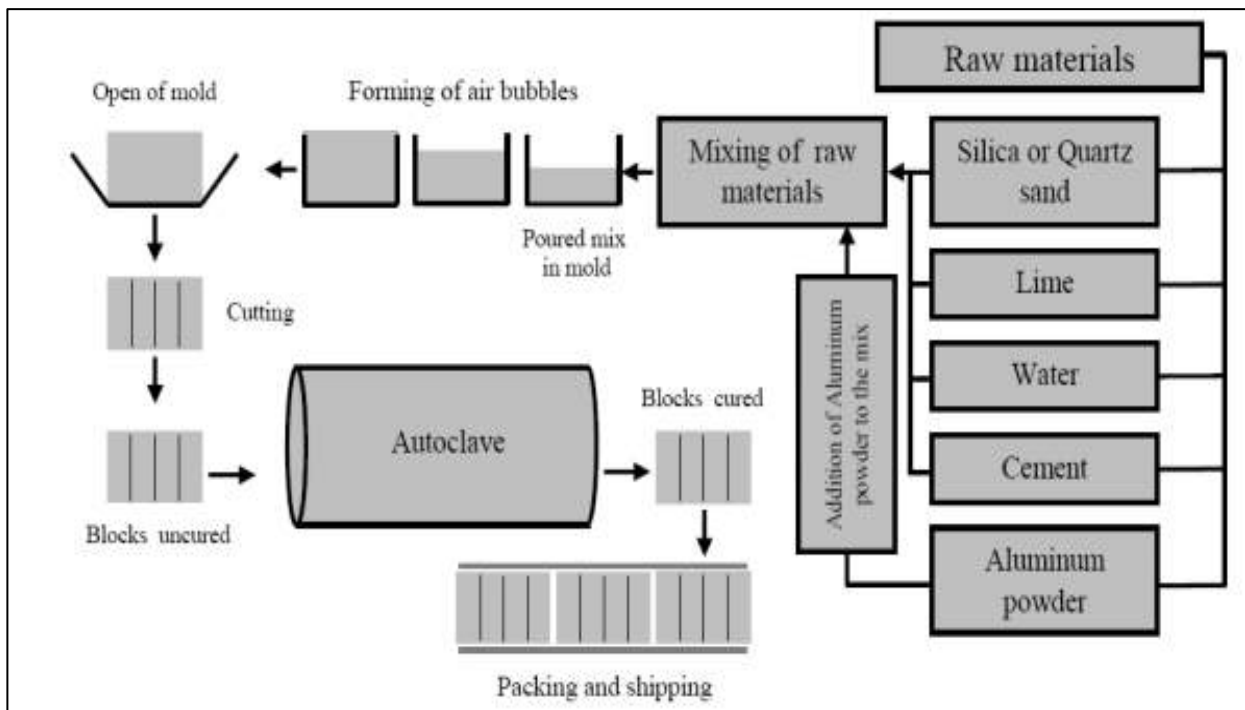 Raw materials
Open of mold
Forming of air bubbles
Mixing of raw
materials
Silica or Quartz
sand
Poured mix
in mold
Lime
Cutting
Addition of Aluminum
powder to the mix
Water
Blocks cured
Autoclave
Cement
Blocks uncured
Aluminum
powder
Packing and shipping